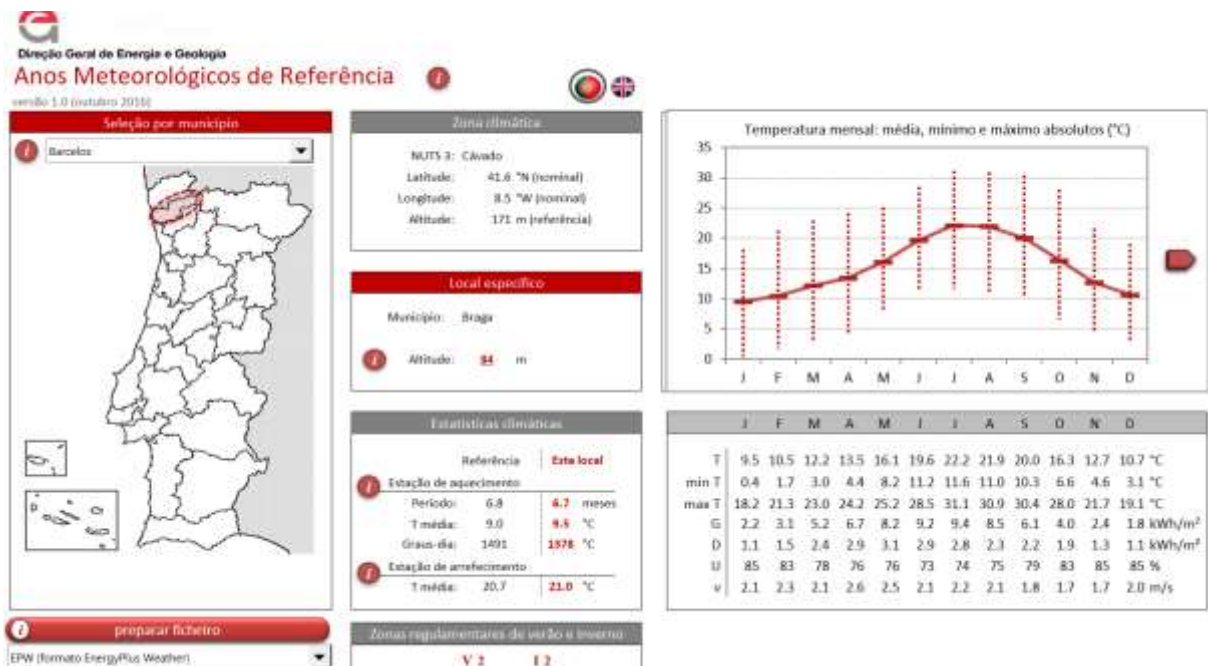 Direção Geral de Energia e Geologia
Anos Meteorológicos de Referência
versão 1.0 (outubro 2016)
Seleção por município
Barcelos
Zona climática
NUTS 3: Cávado
Latitude: 41.6 °N (nominal)
Longitude: 8.5 °W (nominal)
Altitude: 171 m (referência)
Local específico
Município: Braga
Altitude: 84 m
Estatísticas climáticas
Referência Este local
Estação de aquecimento
Período: 6.8 6.7 meses
T média: 9.0 9.5 °C
Graus-dia: 1491 1378 °C
Estação de arrefecimento
T média: 20.7 21.0 °C
preparar ficheiro
EPW (formato EnergyPlus Weather)
Zonas regulamentares de verão e inverno
V 2 I 2
Temperatura mensal: média, mínimo e máximo absolutos (°C)
35
30
25
20
15
10
5
0
J F M A M J J A S O N D
J F M A M J J A S O N D
T 9.5 10.5 12.2 13.5 16.1 19.6 22.2 21.9 20.0 16.3 12.7 10.7 °C
min T 0.4 1.7 3.0 4.4 8.2 11.2 11.6 11.0 10.3 6.6 4.6 3.1 °C
max T 18.2 21.3 23.0 24.2 25.2 28.5 31.1 30.9 30.4 28.0 21.7 19.1 °C
G 2.2 3.1 5.2 6.7 8.2 9.2 9.4 8.5 6.1 4.0 2.4 1.8 kWh/m²
D 1.1 1.5 2.4 2.9 3.1 2.9 2.8 2.3 2.2 1.9 1.3 1.1 kWh/m²
U 85 83 78 76 76 73 74 75 79 83 85 85 %
v 2.1 2.3 2.1 2.6 2.5 2.1 2.2 2.1 1.8 1.7 1.7 2.0 m/s